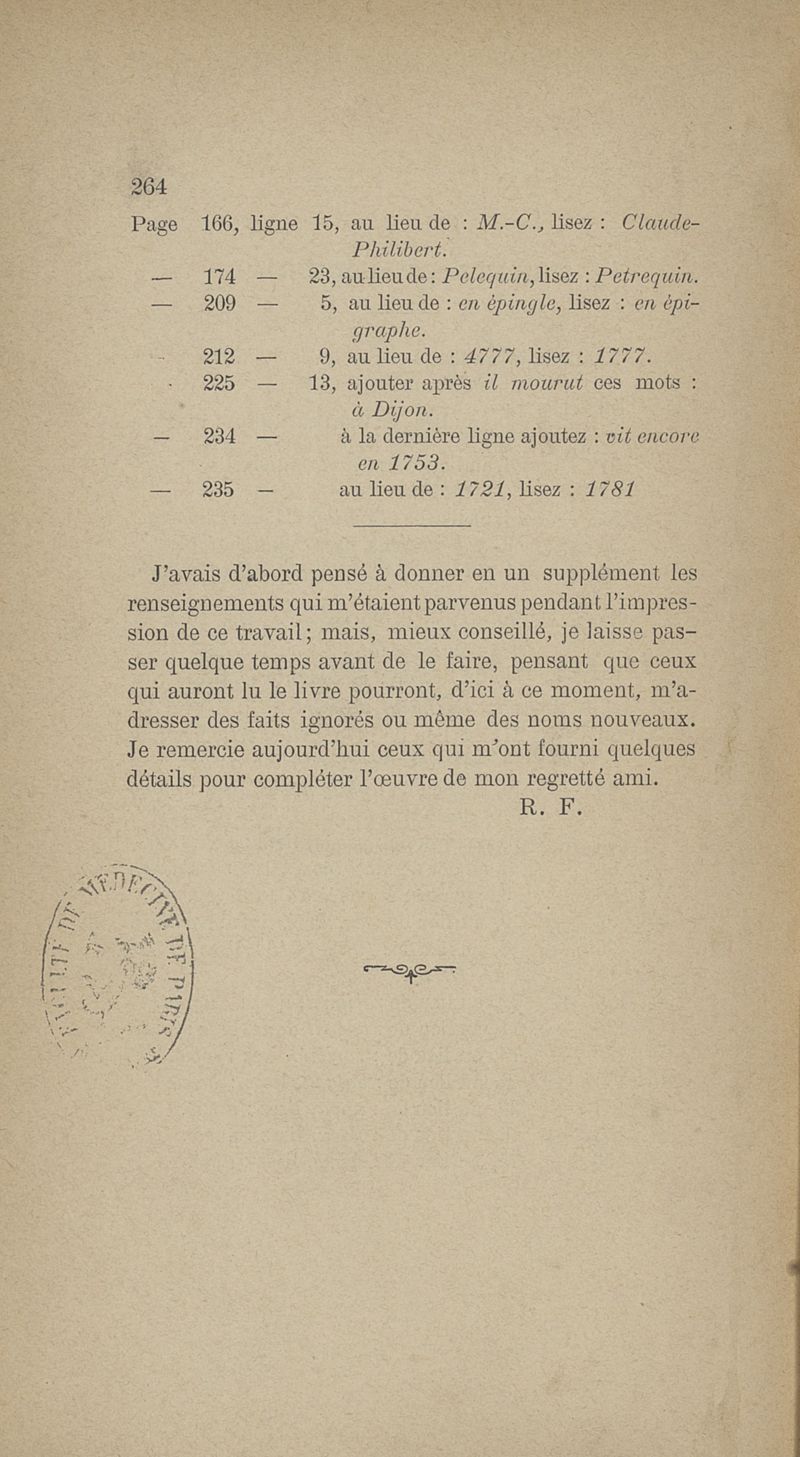 264
Page 166, ligne 15, au lieu de : M.-C., lisez : Claude-
Philibert.
— 174 — 23, au lieu de : Pelequin, lisez : Petrequin.
— 209 — 5, au lieu de : en épingle, lisez : en épi-
graphe.
212 — 9, au lieu de : 4777, lisez : 1777.
225 — 13, ajouter après il mourut ces mots :
à Dijon.
— 234 — à la dernière ligne ajoutez : vit encore
en 1753.
— 235 — au lieu de : 1721, lisez : 1781
J'avais d'abord pensé à donner en un supplément les
renseignements qui m'étaient parvenus pendant l'impres-
sion de ce travail; mais, mieux conseillé, je laisse pas-
ser quelque temps avant de le faire, pensant que ceux
qui auront lu le livre pourront, d'ici à ce moment, m'a-
dresser des faits ignorés ou même des noms nouveaux.
Je remercie aujourd'hui ceux qui m'ont fourni quelques
détails pour compléter l'œuvre de mon regretté ami.
R. F.